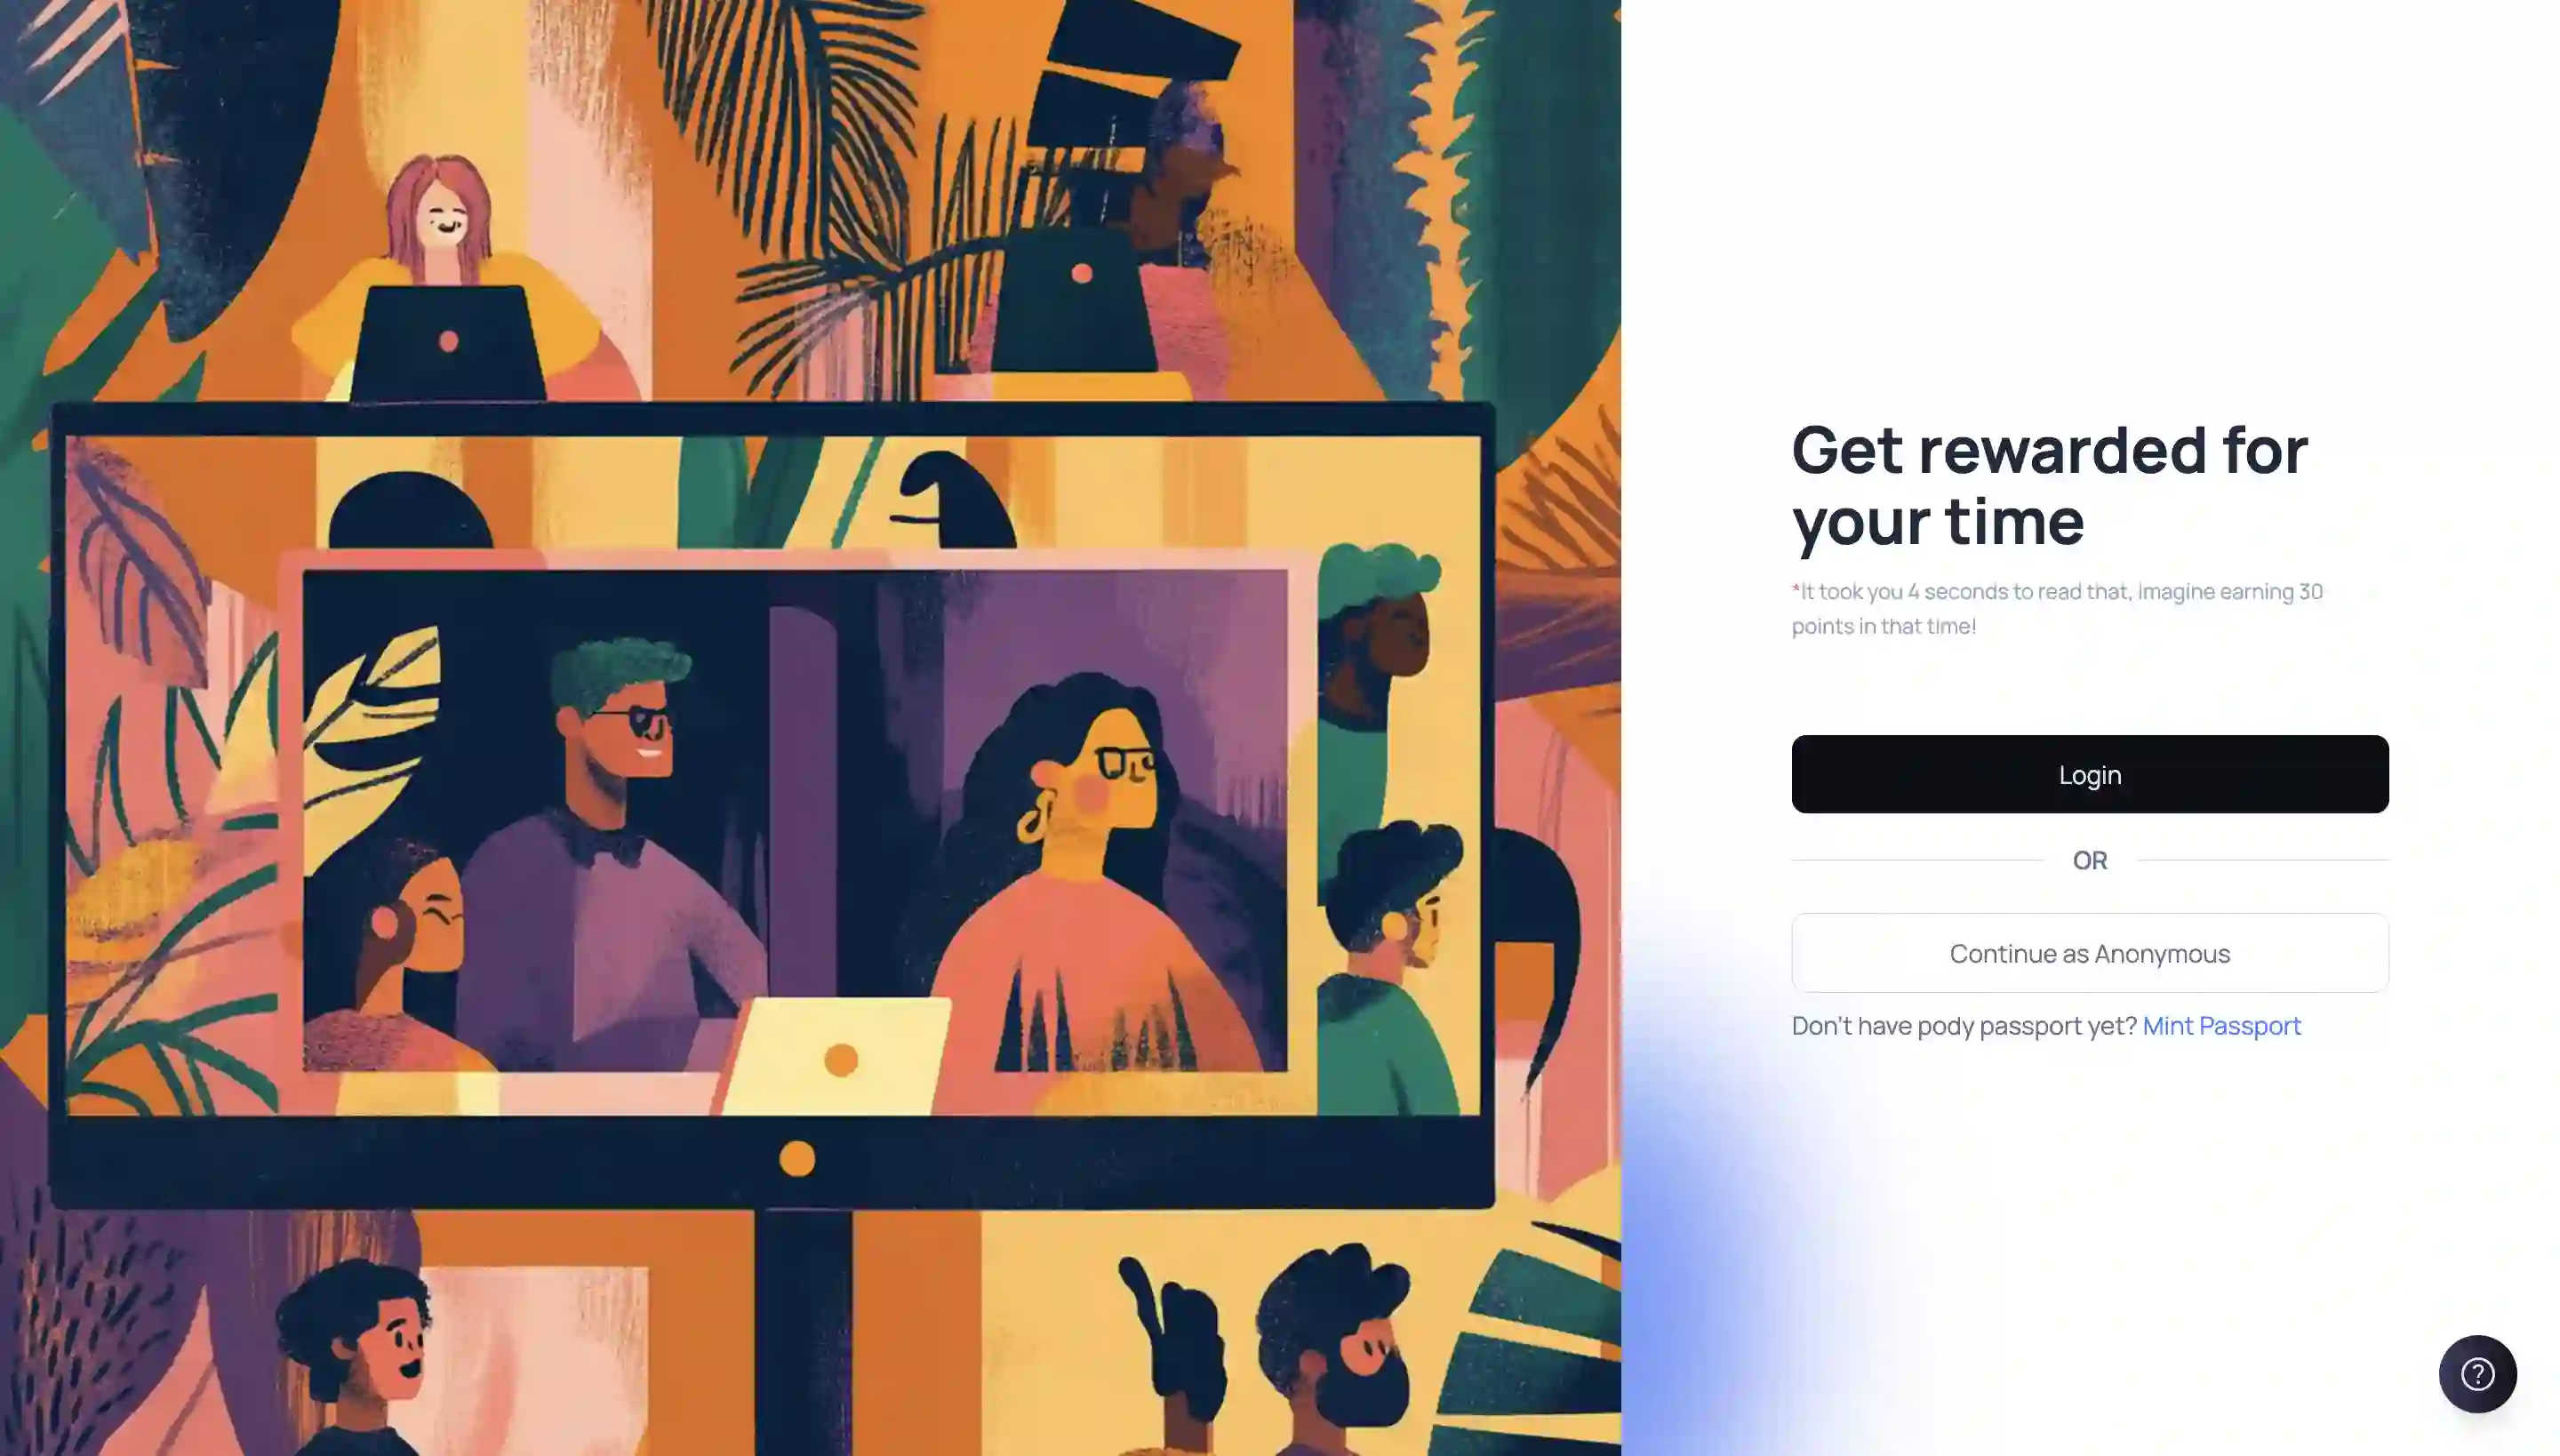 Get rewarded for
your time
*It took you 4 seconds to read that, Imagine earning 30
points in that time!
Login
OR
Continue as Anonymous
Don't have pody passport yet? Mint Passport
?